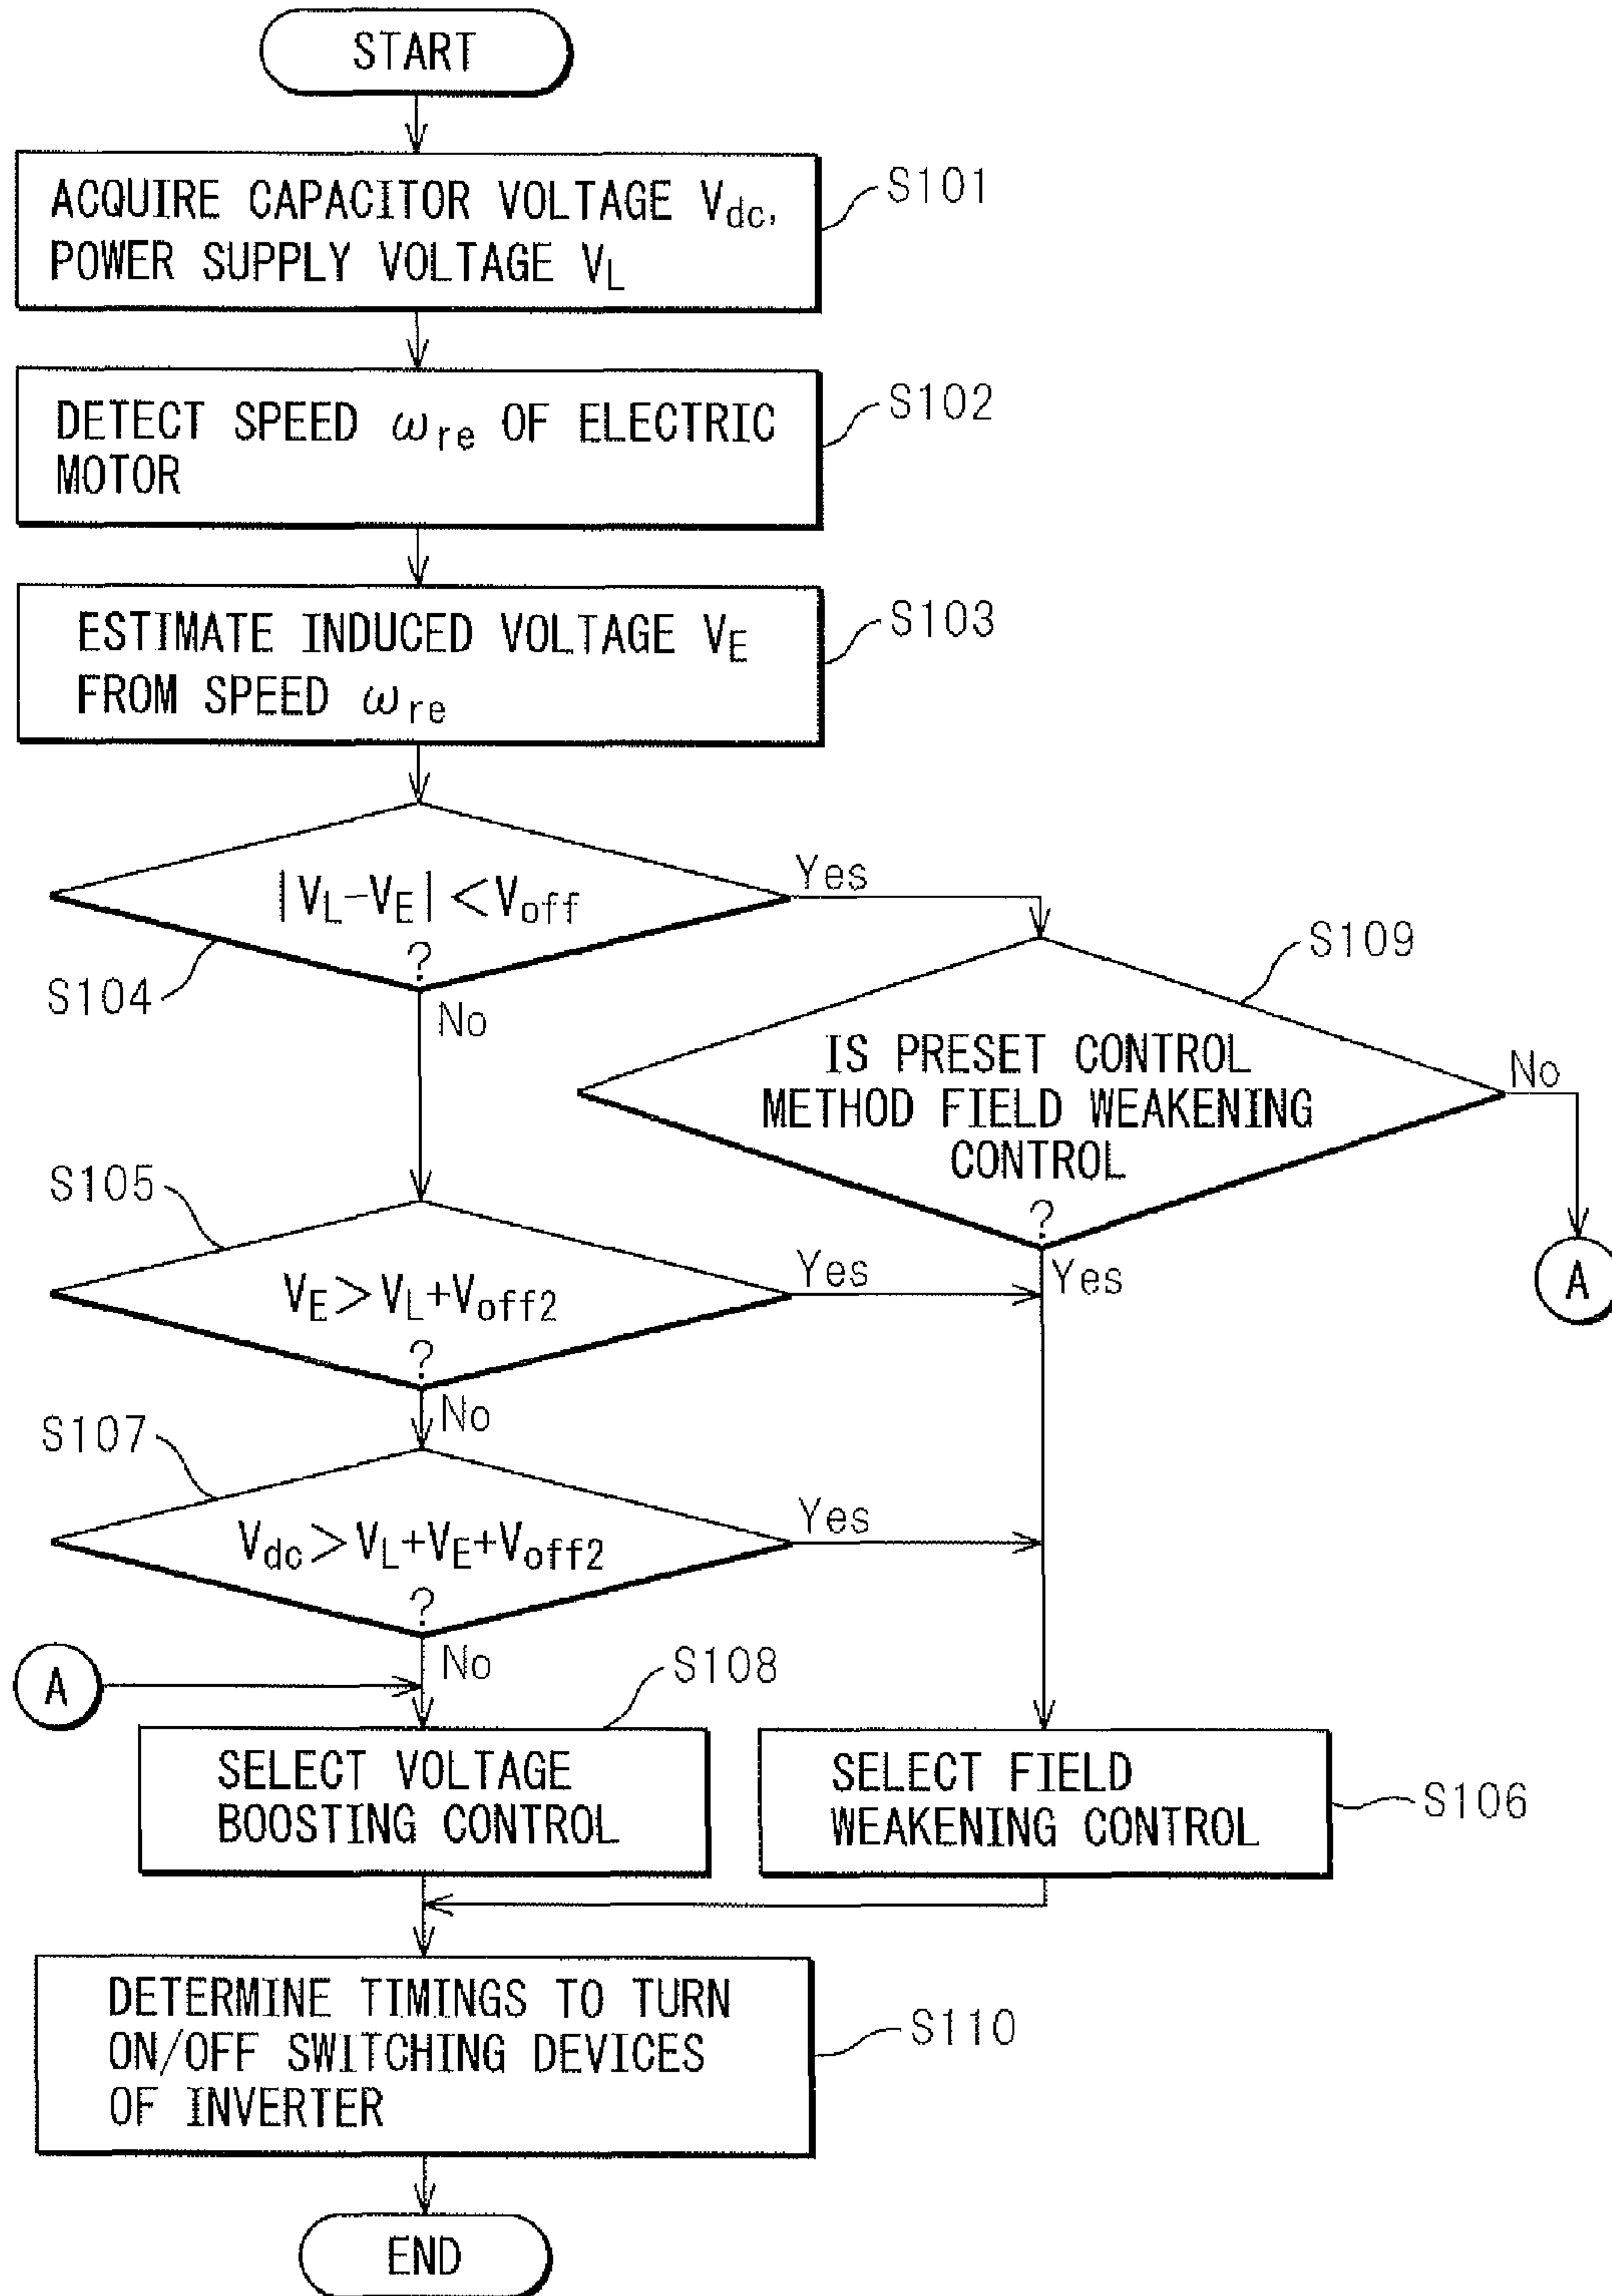 START
ACQUIRE CAPACITOR VOLTAGE Vdc,
POWER SUPPLY VOLTAGE VL
S101
DETECT SPEED ωre OF ELECTRIC
MOTOR
S102
ESTIMATE INDUCED VOLTAGE VE
FROM SPEED ωre
S103
|VL-VE|<Voff
?
Yes
No
S104
S109
IS PRESET CONTROL
METHOD FIELD WEAKENING
CONTROL
?
No
Yes
A
S105
VE>VL+Voff2
?
Yes
No
S107
Vdc>VL+VE+Voff2
?
Yes
No
A
S108
SELECT VOLTAGE
BOOSTING CONTROL
SELECT FIELD
WEAKENING CONTROL
S106
DETERMINE TIMINGS TO TURN
ON/OFF SWITCHING DEVICES
OF INVERTER
S110
END